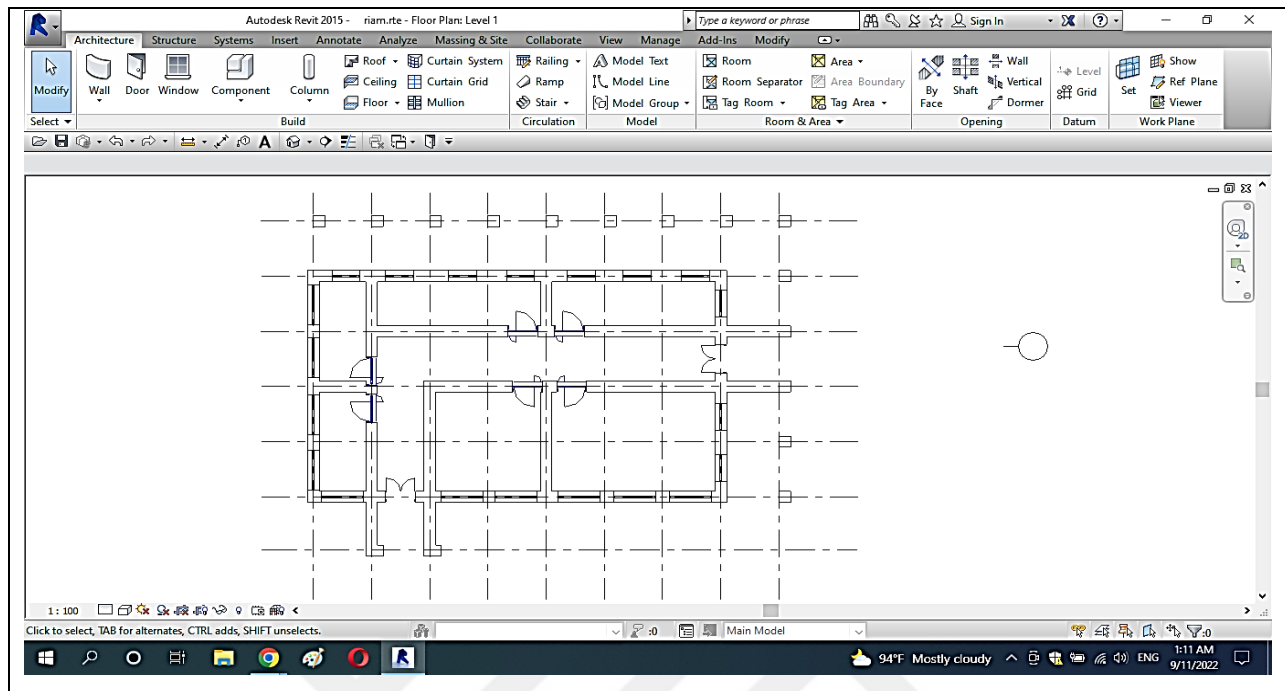 Autodesk Revit 2015 - riam.rte - Floor Plan: Level 1 Type a keyword or phrase Sign In
Architecture Structure Systems Insert Annotate Analyze Massing & Site Collaborate View Manage Add-Ins Modify
Modify Wall Door Window Component Column
Roof Curtain System Railing Model Text Room Area Wall Level Show
Ceiling Curtain Grid Ramp Model Line Room Separator Area Boundary By Face Shaft Vertical Grid Set Ref Plane
Floor Mullion Stair Model Group Tag Room Tag Area Dormer Viewer
Select Build Circulation Model Room & Area Opening Datum Work Plane
A
2D
1 : 100
Click to select, TAB for alternates, CTRL adds, SHIFT unselects. :0 Main Model :0
94°F Mostly cloudy ENG 1:11 AM
9/11/2022